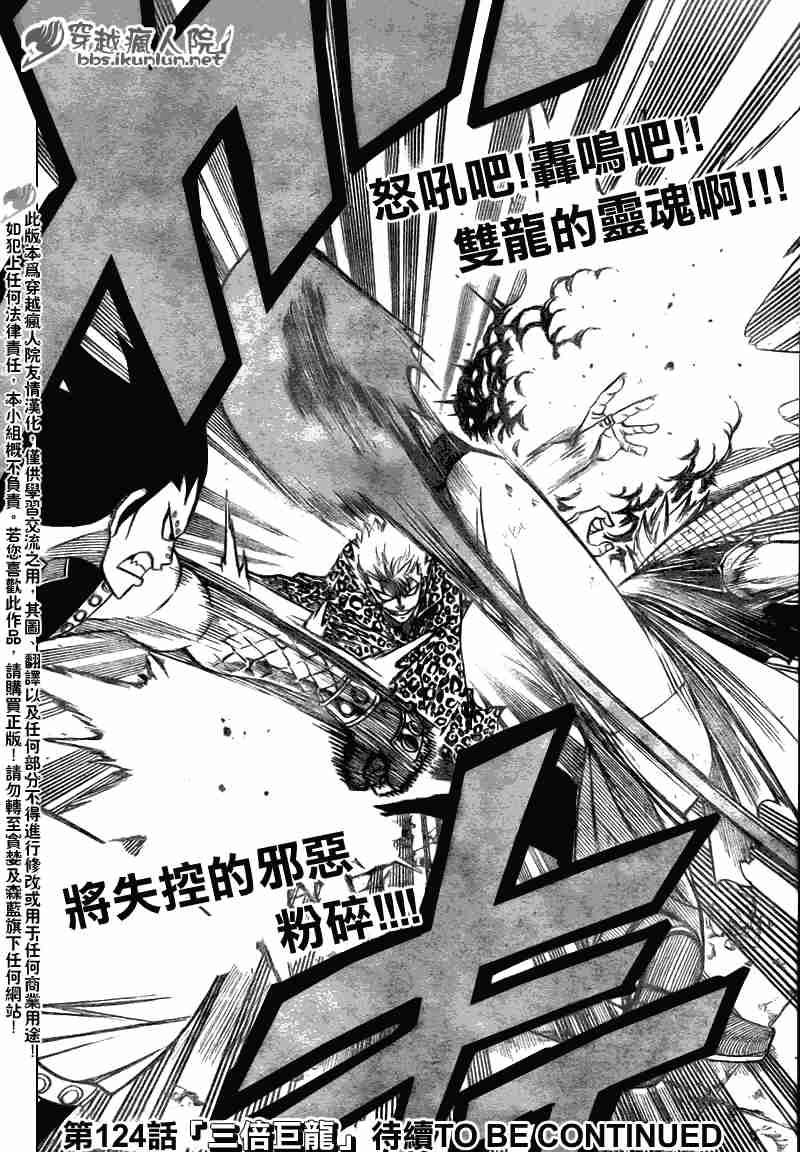 穿越瘋人院
bbs.ikunlun.net
怒吼吧!轟鳴吧!!
雙龍的靈魂啊!!!
此版本爲穿越瘋人院友情漢化，僅供學習交流之用，其圖、翻譯以及任何部分不得進行修改或用于任何商業用途!!
如犯上任何法律責任，本小組概不負責。若您喜歡此作品，請購買正版!請勿轉至貪婪及森藍旗下任何網站!
將失控的邪惡
粉碎!!!!
第124話『三倍巨龍』待續TO BE CONTINUED